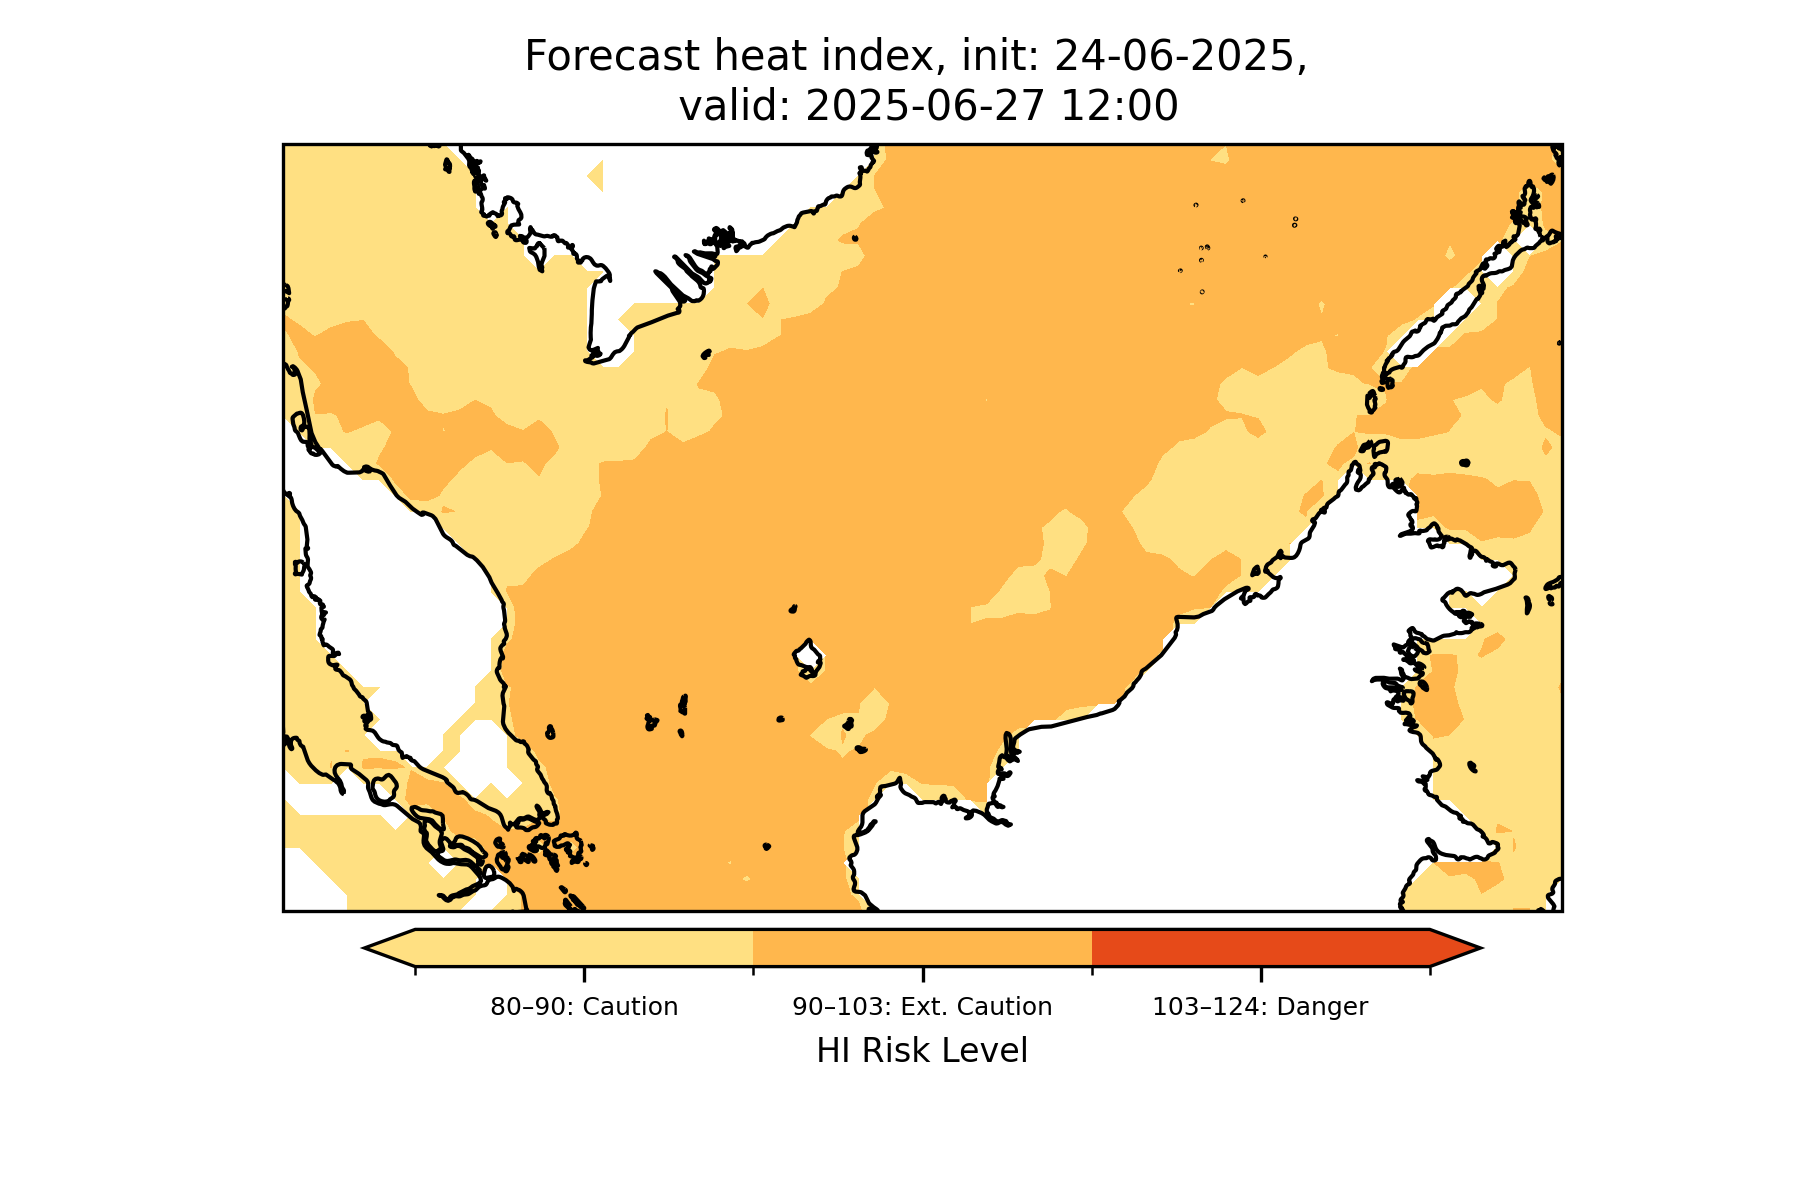 Forecast heat index, init: 24-06-2025,
valid: 2025-06-27 12:00
80–90: Caution
90–103: Ext. Caution
103–124: Danger
HI Risk Level